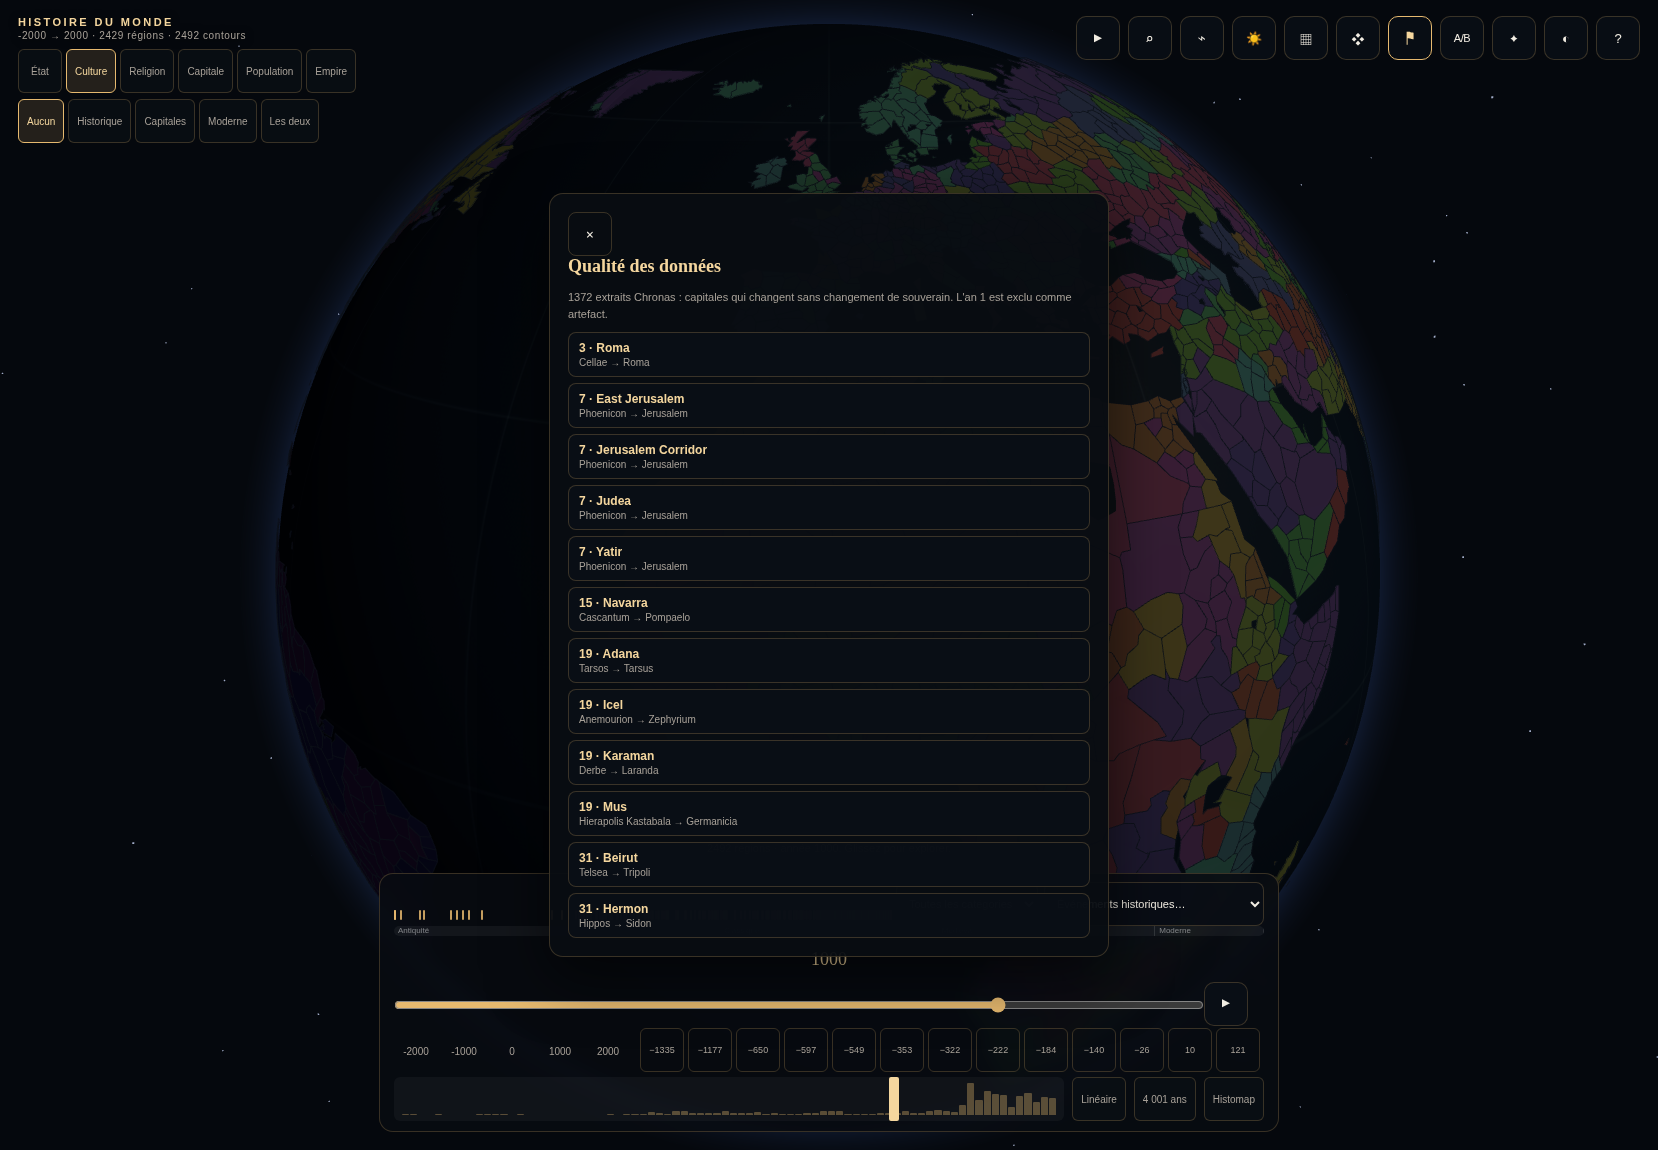 HISTOIRE DU MONDE
-2000 → 2000 · 2429 régions · 2492 contours
État Culture Religion Capitale Population Empire
Aucun Historique Capitales Moderne Les deux
A/B ?
×
Qualité des données
1372 extraits Chronas : capitales qui changent sans changement de souverain. L'an 1 est exclu comme
artefact.
3 · Roma
Cellae → Roma
7 · East Jerusalem
Phoenicon → Jerusalem
7 · Jerusalem Corridor
Phoenicon → Jerusalem
7 · Judea
Phoenicon → Jerusalem
7 · Yatir
Phoenicon → Jerusalem
15 · Navarra
Cascantum → Pompaelo
19 · Adana
Tarsos → Tarsus
19 · Icel
Anemourion → Zephyrium
19 · Karaman
Derbe → Laranda
19 · Mus
Hierapolis Kastabala → Germanicia
31 · Beirut
Telsea → Tripoli
31 · Hermon
Hippos → Sidon
historiques…
Antiquité Moderne
1000
-2000 -1000 0 1000 2000 −1335 −1177 −650 −597 −549 −353 −322 −222 −184 −140 −26 10 121
Linéaire 4 001 ans Histomap